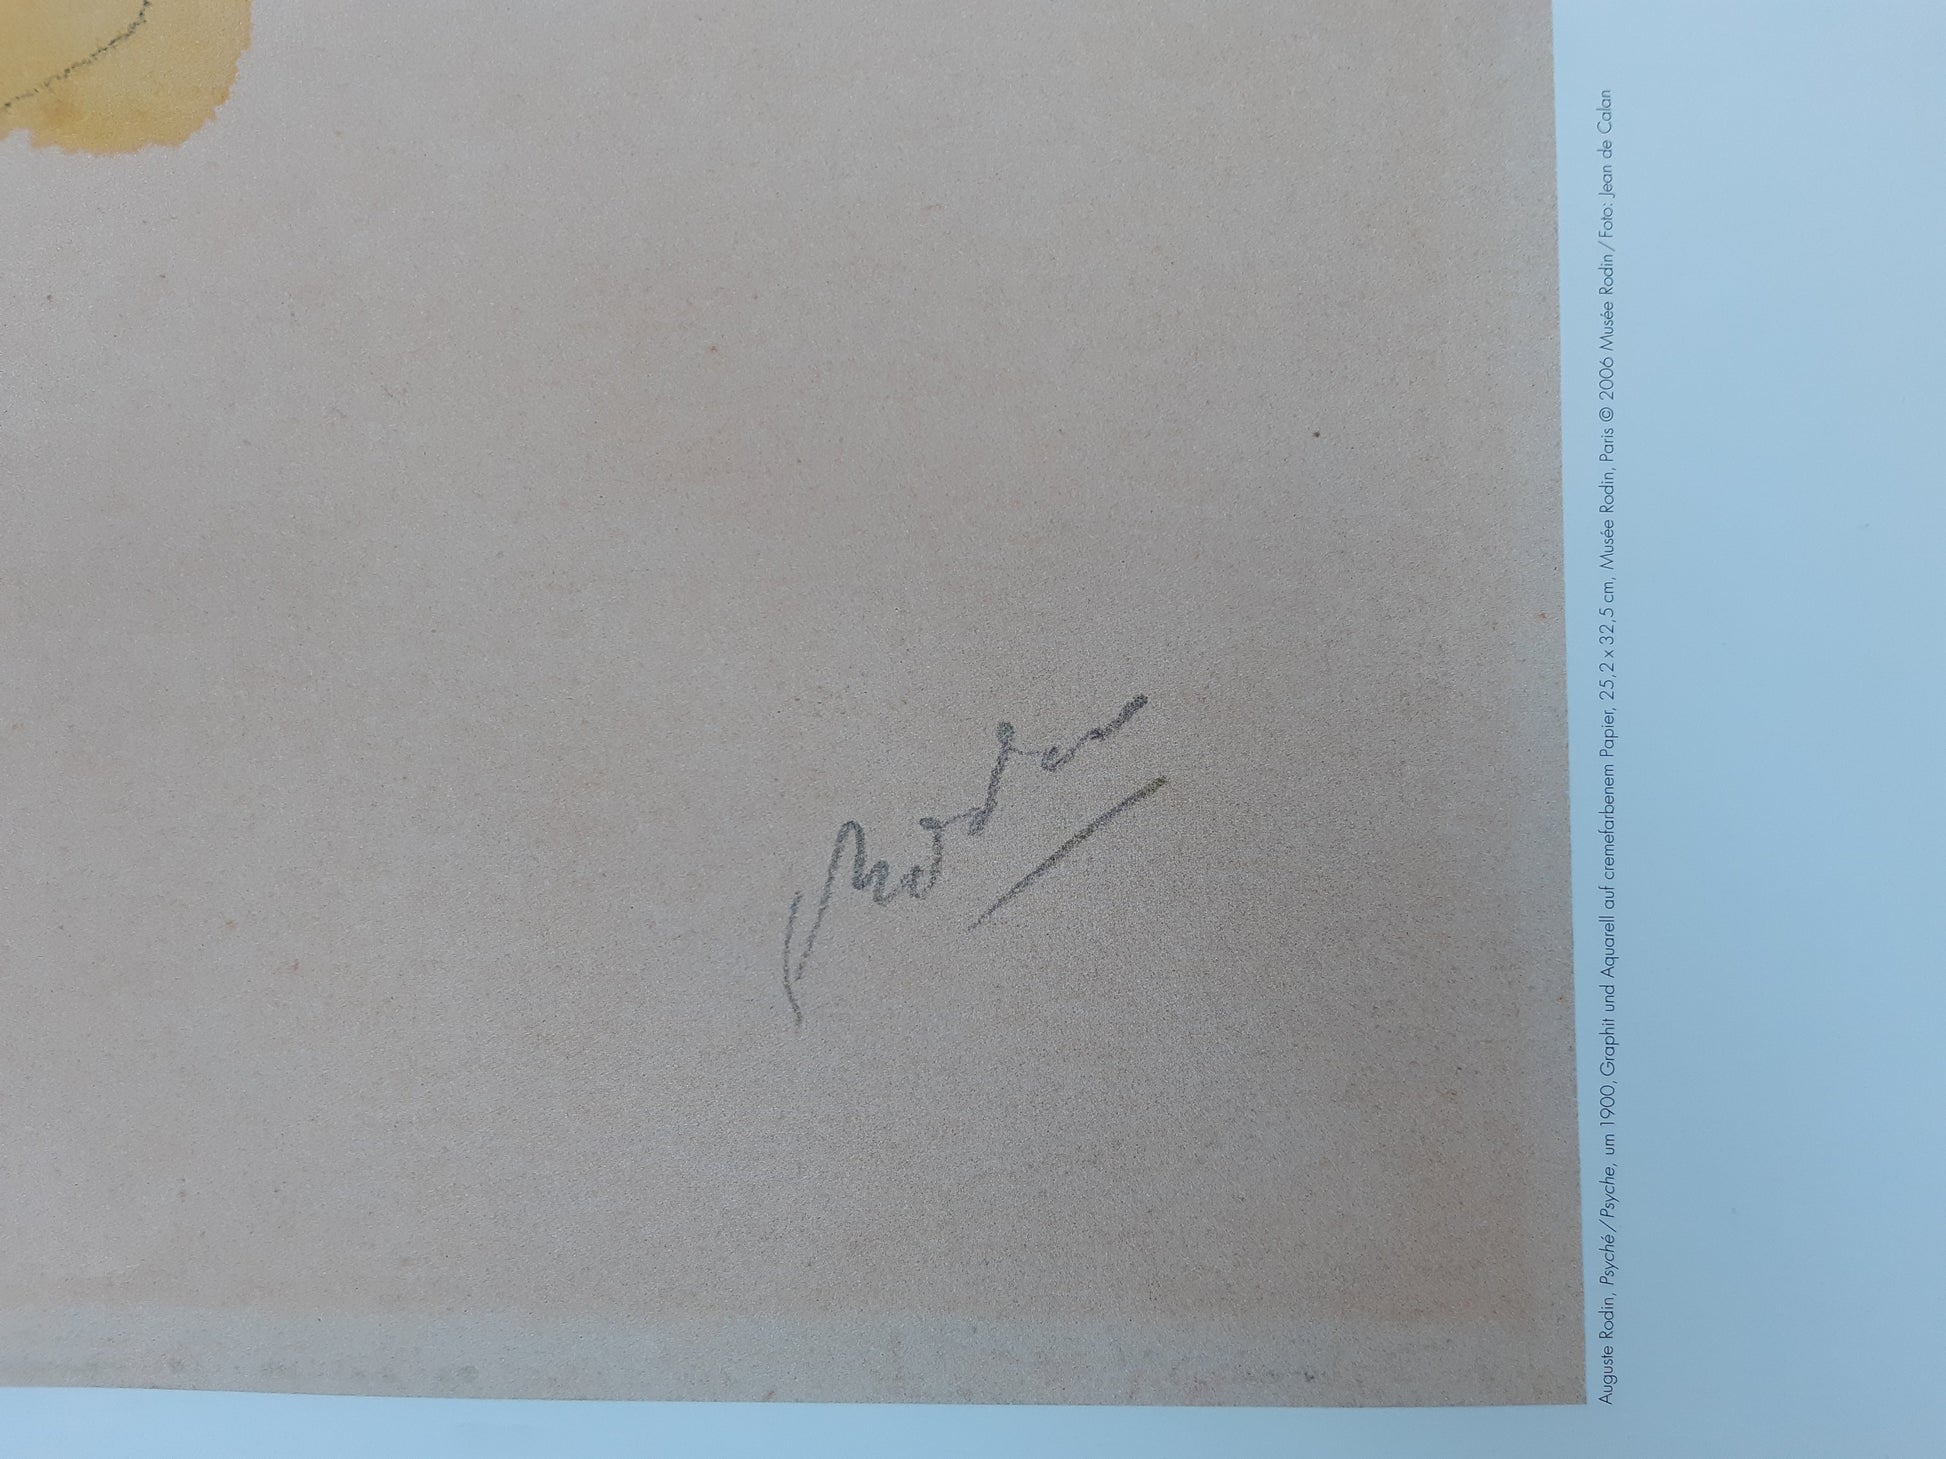 Rodin
Auguste Rodin, Psyché / Psyche, um 1900, Graphit und Aquarell auf cremefarbenem Papier, 25,2 x 32,5 cm, Musée Rodin, Paris © 2006 Musée Rodin / Foto: Jean de Calan